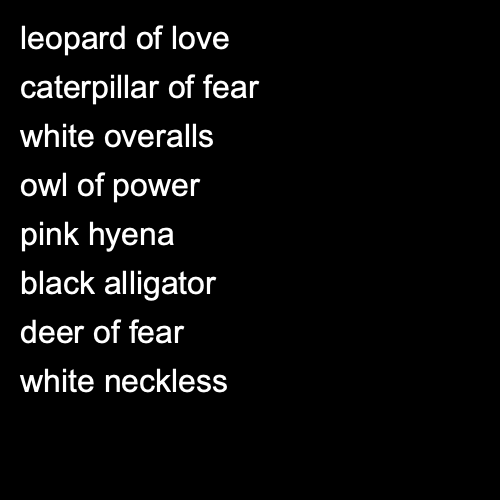 leopard of love
caterpillar of fear
white overalls
owl of power
pink hyena
black alligator
deer of fear
white neckless